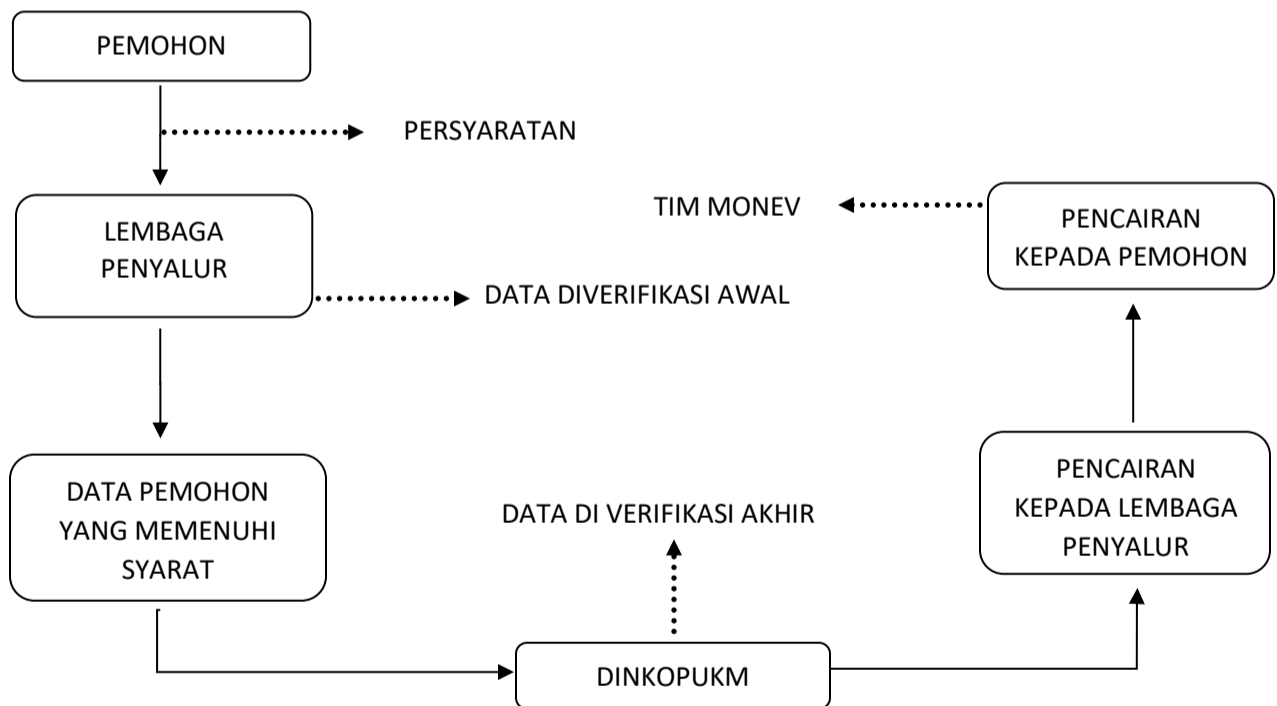 PEMOHON
PERSYARATAN
LEMBAGA
PENYALUR
DATA DIVERIFIKASI AWAL
DATA PEMOHON
YANG MEMENUHI
SYARAT
DINKOPUKM
DATA DI VERIFIKASI AKHIR
PENCAIRAN
KEPADA LEMBAGA
PENYALUR
PENCAIRAN
KEPADA PEMOHON
TIM MONEV